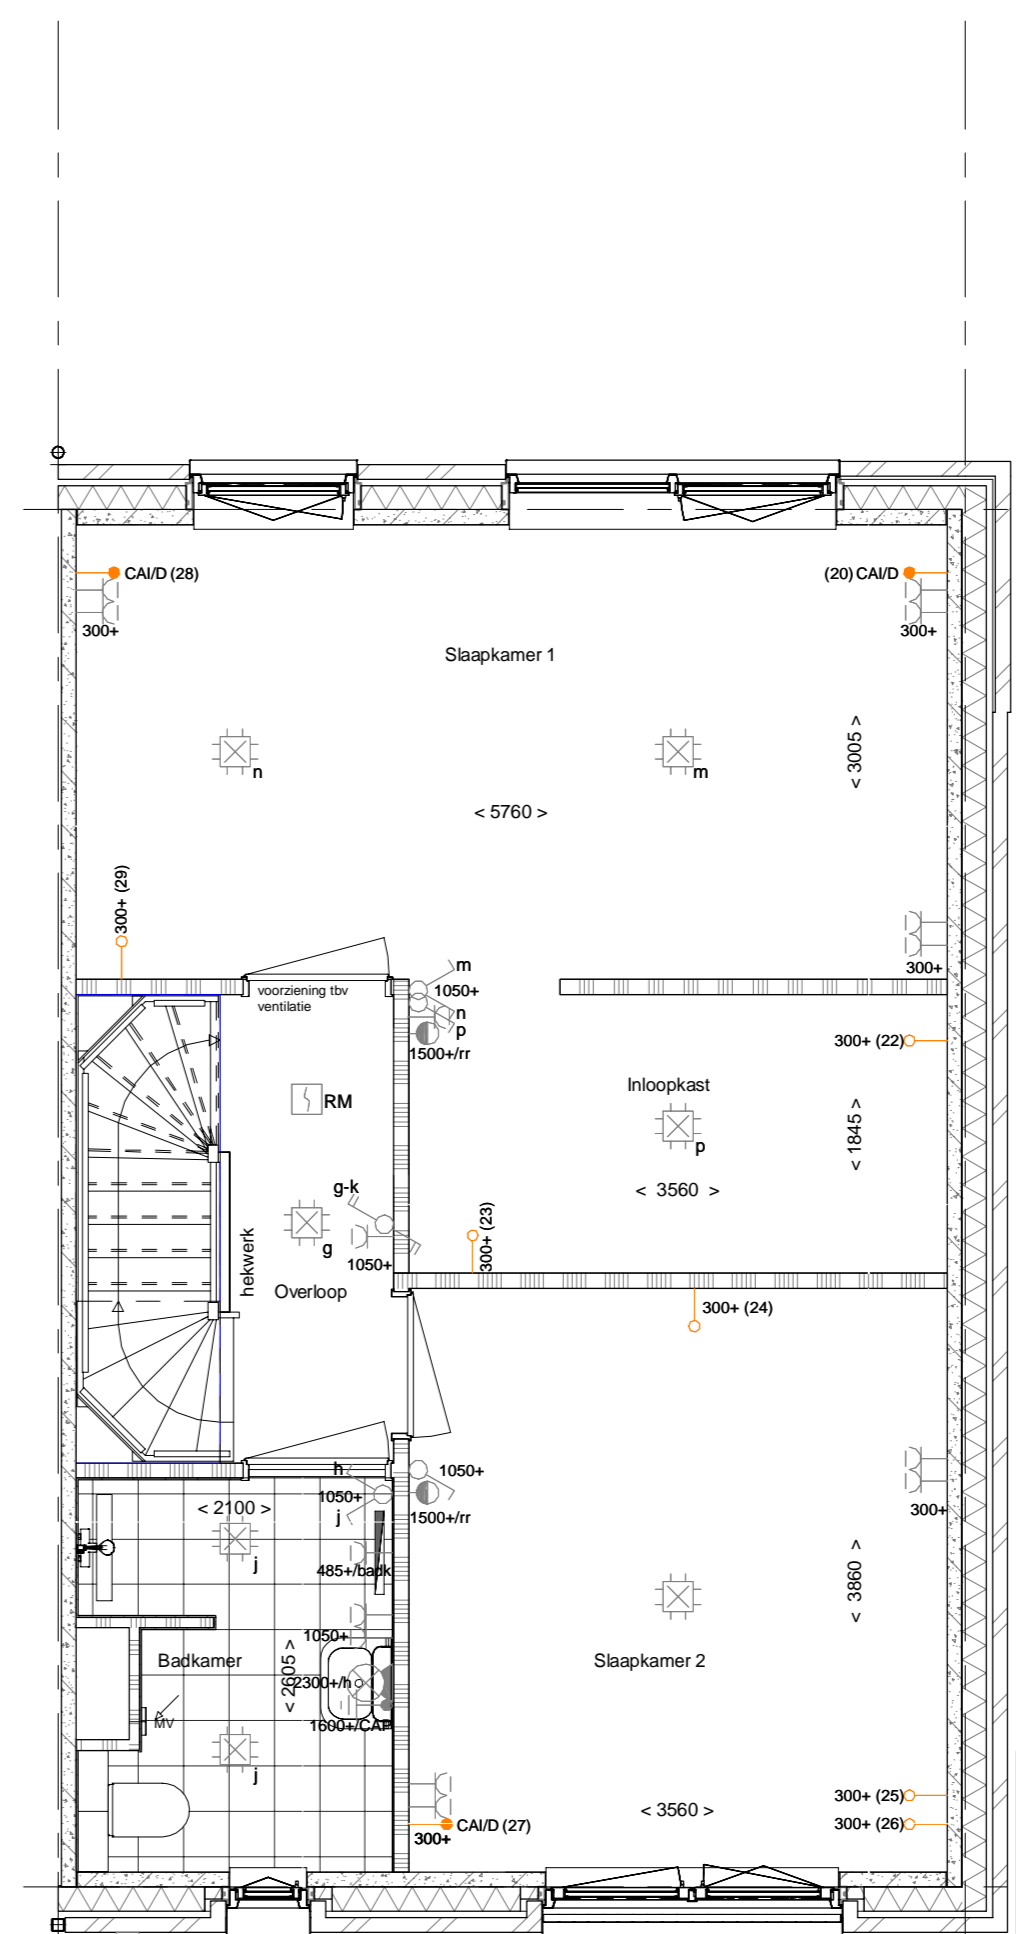 CAI/D (28)
(20) CAI/D
300+
300+
Slaapkamer 1
n
m
< 3005 >
< 5760 >
300+ (29)
300+
m
1050+
n
p
1500+/rr
voorziening tbv
ventilatie
300+ (22)
RM
Inloopkast
p
< 1845 >
g-k
< 3560 >
300+ (23)
g
1050+
hekwerk
Overloop
300+ (24)
h
1050+
1050+
j
1500+/rr
300+
< 2100 >
j
485+/badk
< 3860 >
1050+
Badkamer
< 2605 >
2300+/h
Slaapkamer 2
MV
1600+/CAP
j
300+ (25)
< 3560 >
300+ (26)
CAI/D (27)
300+